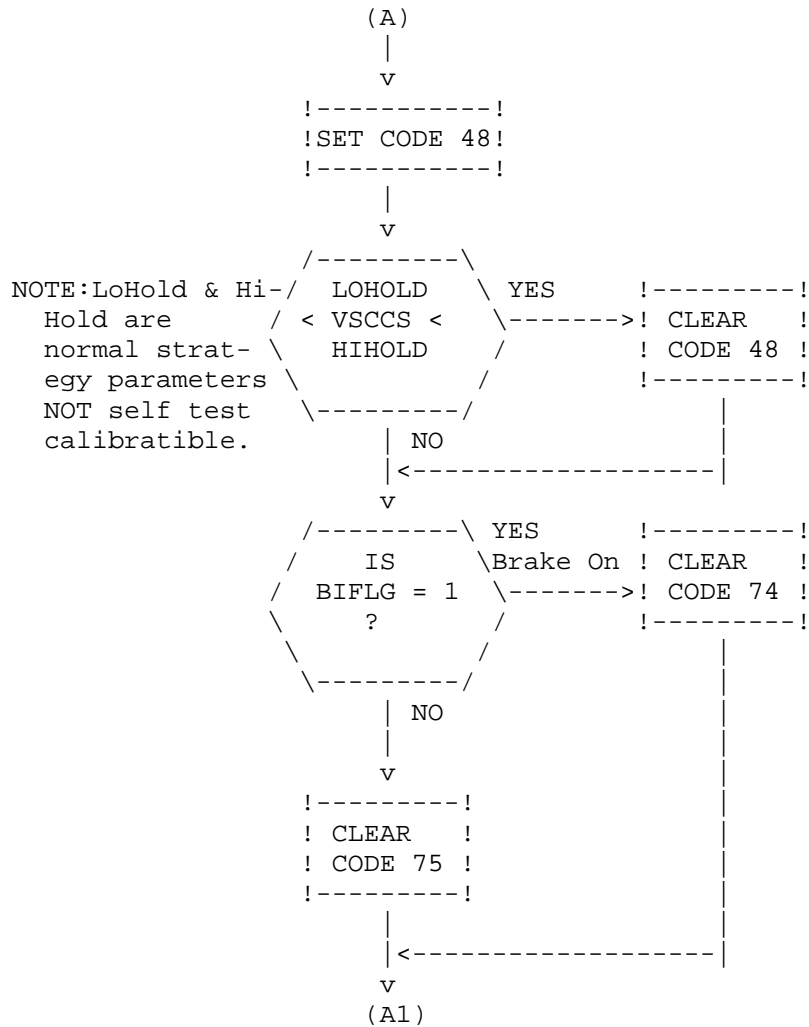 (A)
|
v
!-----------!
!SET CODE 48!
!-----------!
|
v
/---------\
NOTE:LoHold & Hi-/ LOHOLD \ YES !---------!
Hold are / < VSCCS < \------->! CLEAR !
normal strat- \ HIHOLD / ! CODE 48 !
egy parameters \ / !---------!
NOT self test \---------/ |
calibratible. | NO |
|<-------------------|
v
/---------\ YES !---------!
/ IS \Brake On ! CLEAR !
/ BIFLG = 1 \------->! CODE 74 !
\ ? / !---------!
\ / |
\---------/ |
| NO |
| |
v |
!---------! |
! CLEAR ! |
! CODE 75 ! |
!---------! |
| |
|<-------------------|
v
(A1)